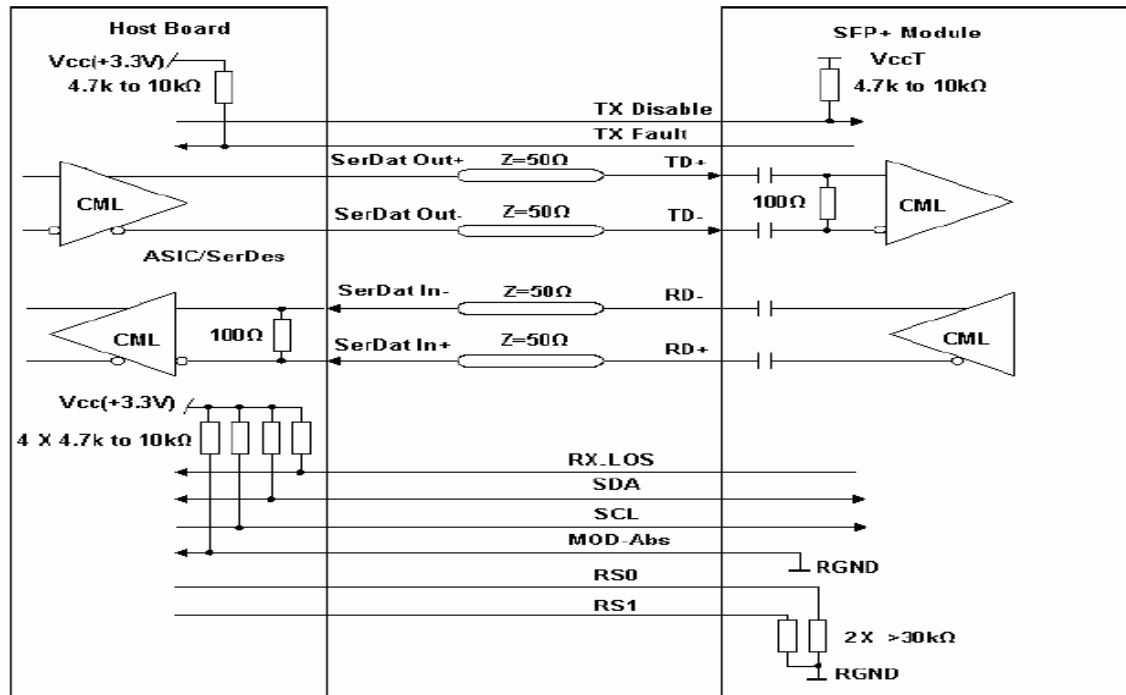 Host Board
SFP+ Module
Vcc(+3.3V)
4.7k to 10kΩ
VccT
4.7k to 10kΩ
TX Disable
TX Fault
SerDat Out+
Z=50Ω
TD+
CML
100Ω
CML
SerDat Out-
Z=50Ω
TD-
ASIC/SerDes
SerDat In-
Z=50Ω
RD-
CML
100Ω
CML
SerDat In+
Z=50Ω
RD+
Vcc(+3.3V)
4 X 4.7k to 10kΩ
RX_LOS
SDA
SCL
MOD-Abs
RGND
RS0
RS1
2X >30kΩ
RGND